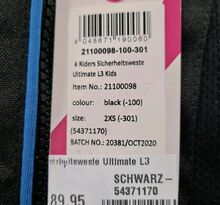 4 048871 190060
21100098-100-301
4 Riders Sicherheitsweste
Ultimate L3 Kids
Item No.: 21100098
colour: black (-100)
size: 2XS (-301)
(54371170)
BATCH: 20381/OCT2020
rheitsweste Ultimate L3
SCHWARZ-
54371170
89,95